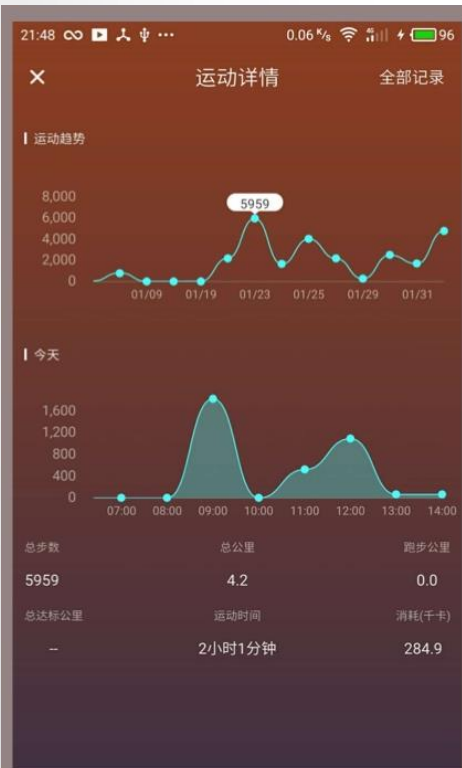 21:48 ••• 0.06 K/s 4G 96
运动详情 全部记录
运动趋势
8,000
6,000
4,000
2,000
0
5959
01/09 01/19 01/23 01/25 01/29 01/31
今天
1,600
1,200
800
400
0
07:00 08:00 09:00 10:00 11:00 12:00 13:00 14:00
总步数 总公里 跑步公里
5959 4.2 0.0
总达标公里 运动时间 消耗(千卡)
-- 2小时1分钟 284.9